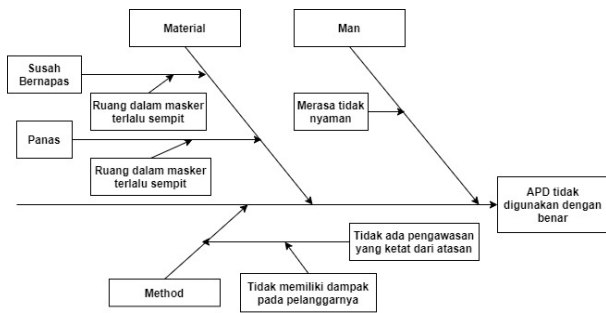 Material
Man
Susah
Bernapas
Ruang dalam masker
terlalu sempit
Merasa tidak
nyaman
Panas
Ruang dalam masker
terlalu sempit
APD tidak
digunakan dengan
benar
Tidak ada pengawasan
yang ketat dari atasan
Method
Tidak memiliki dampak
pada pelanggarnya